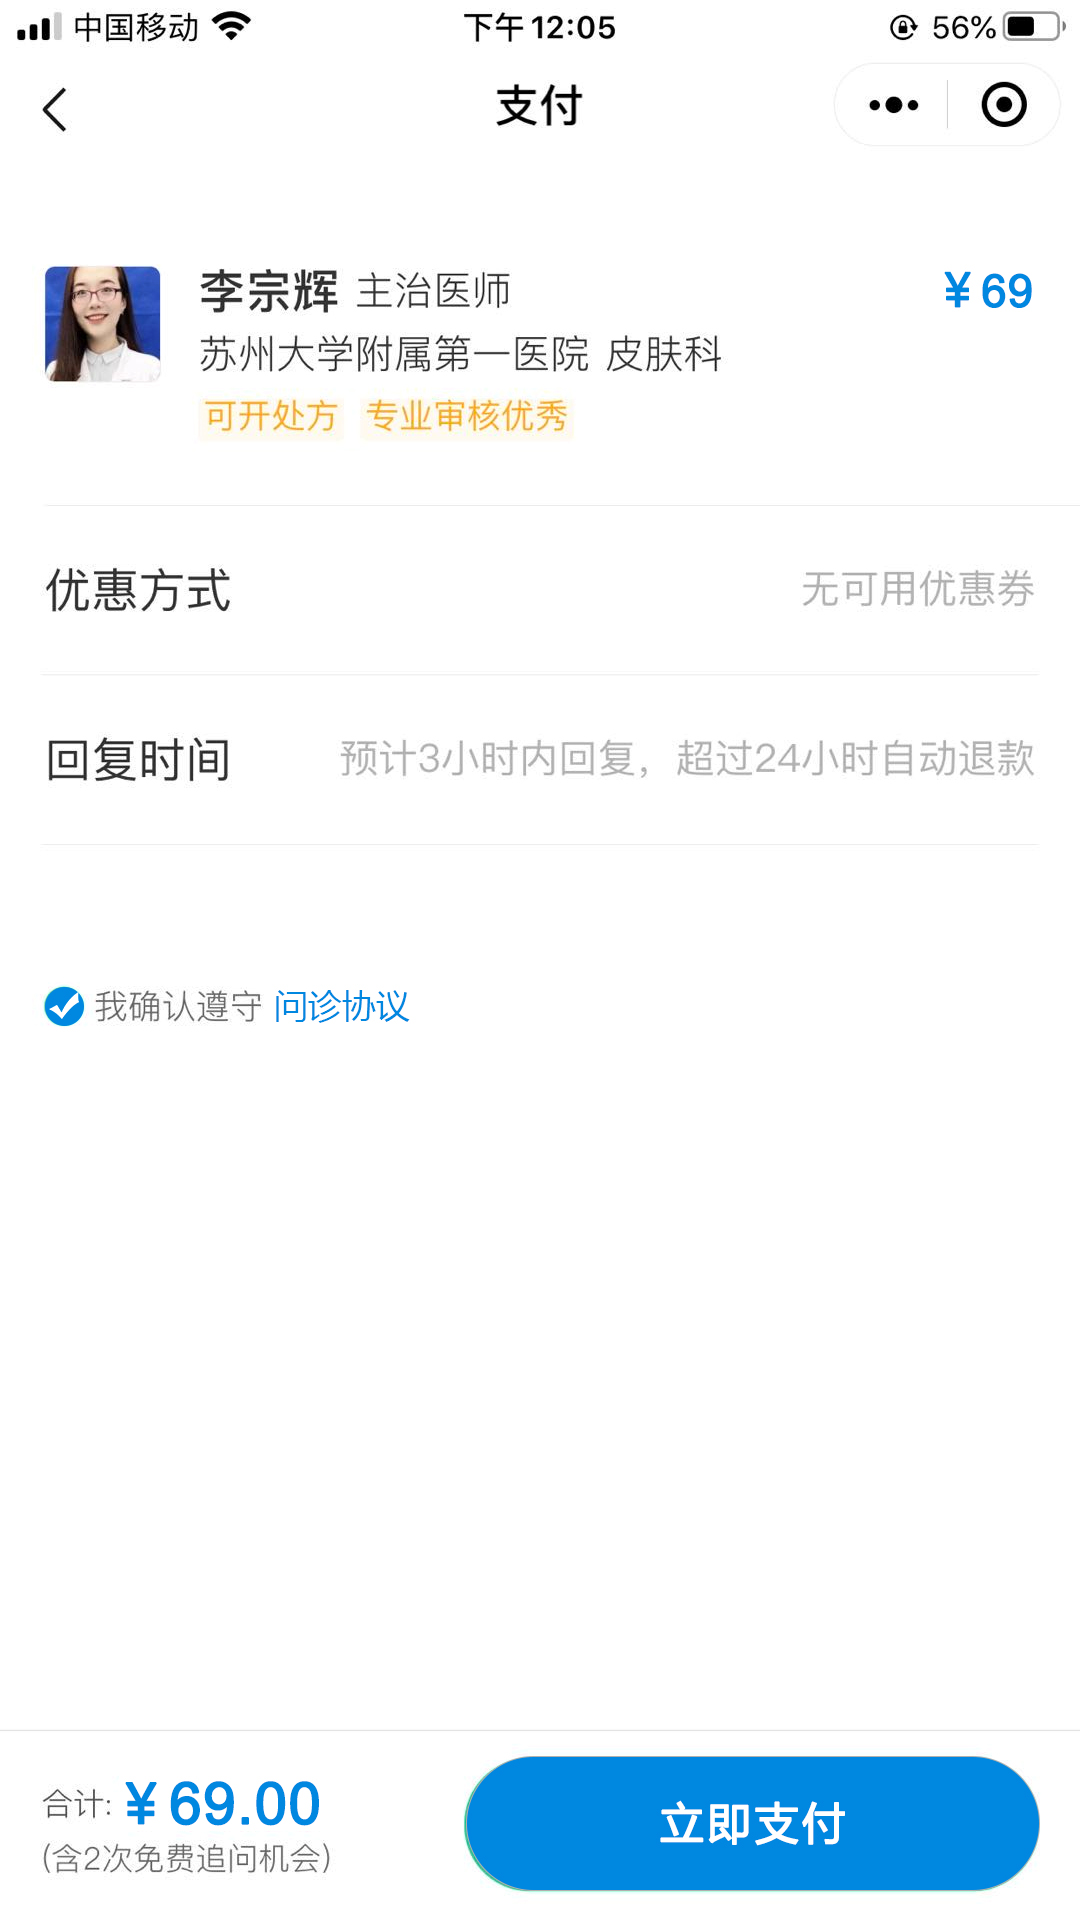 中国移动 下午12:05 56%
支付
李宗辉 主治医师 ¥69
苏州大学附属第一医院 皮肤科
可开处方 专业审核优秀
优惠方式 无可用优惠券
回复时间 预计3小时内回复，超过24小时自动退款
我确认遵守 问诊协议
合计: ¥69.00
(含2次免费追问机会)
立即支付